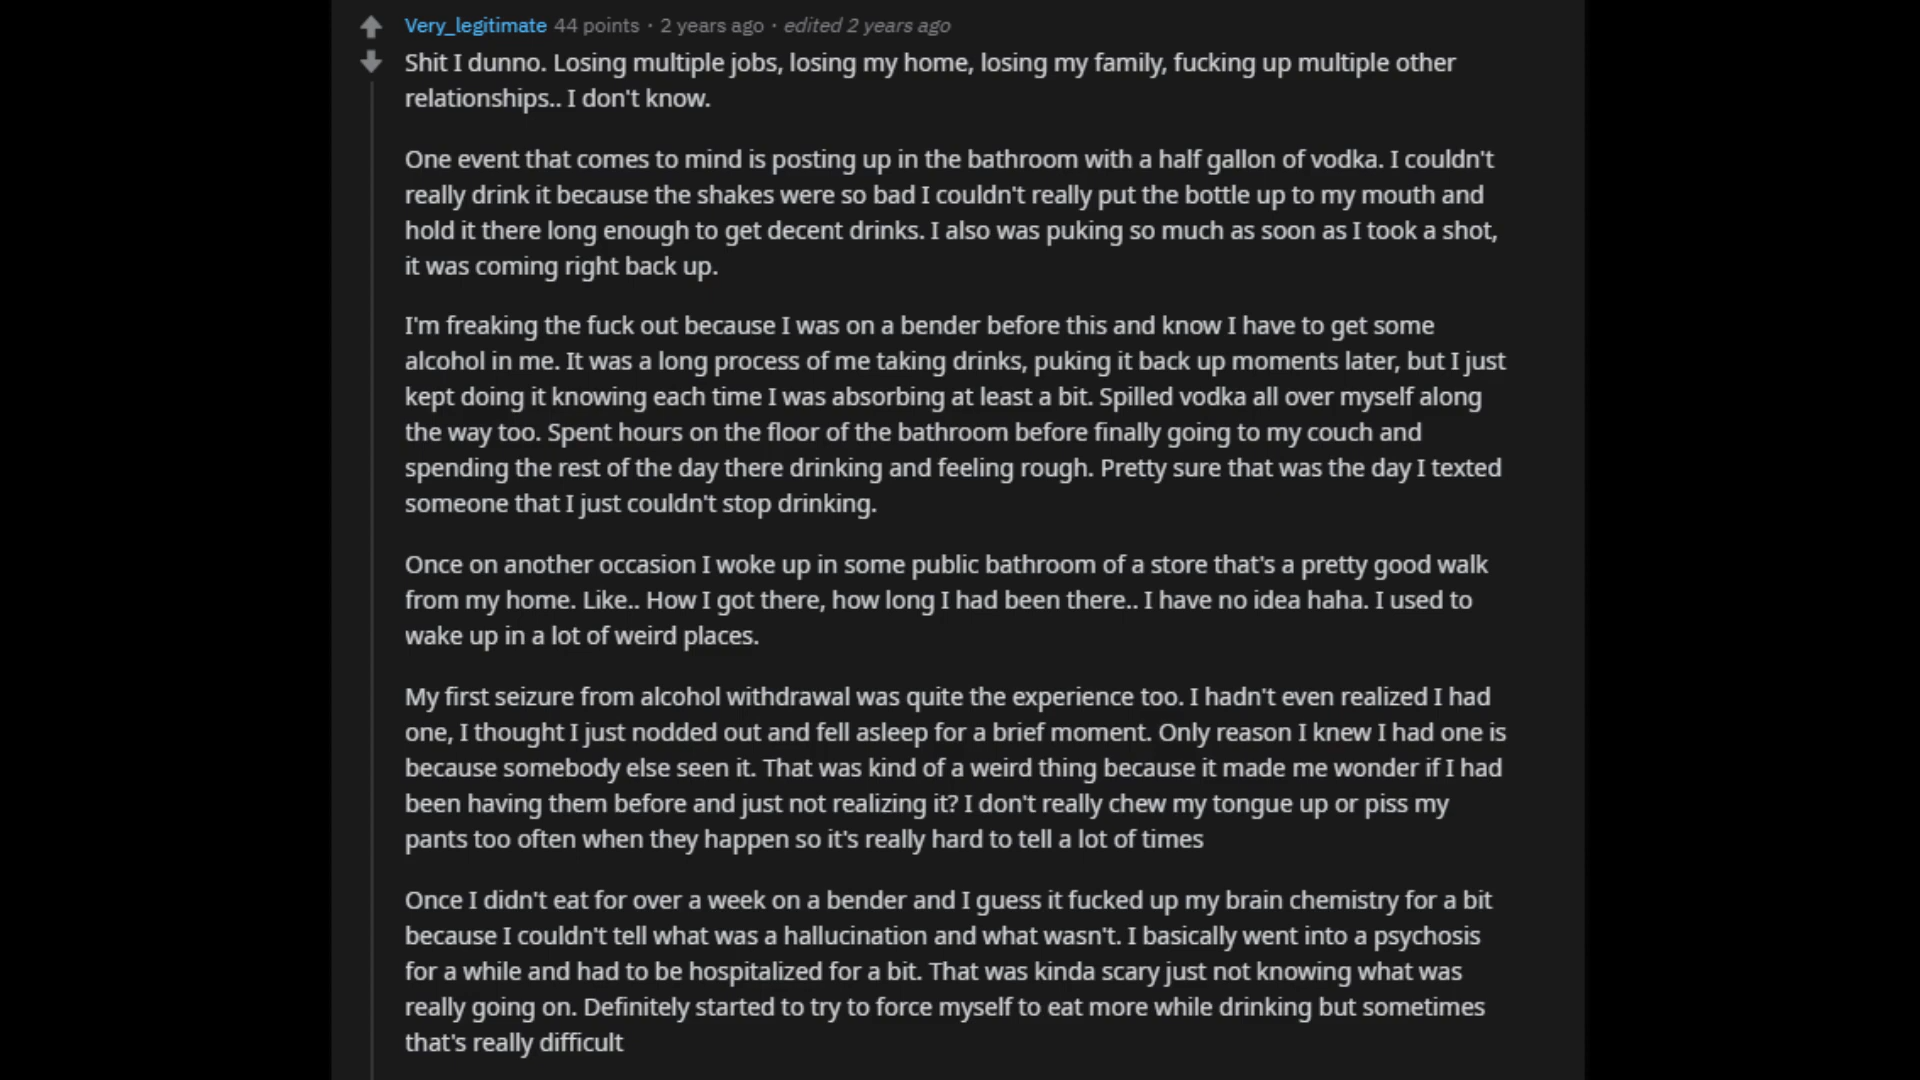 Very_legitimate 44 points · 2 years ago · edited 2 years ago
Shit I dunno. Losing multiple jobs, losing my home, losing my family, fucking up multiple other
relationships.. I don't know.
One event that comes to mind is posting up in the bathroom with a half gallon of vodka. I couldn't
really drink it because the shakes were so bad I couldn't really put the bottle up to my mouth and
hold it there long enough to get decent drinks. I also was puking so much as soon as I took a shot,
it was coming right back up.
I'm freaking the fuck out because I was on a bender before this and know I have to get some
alcohol in me. It was a long process of me taking drinks, puking it back up moments later, but I just
kept doing it knowing each time I was absorbing at least a bit. Spilled vodka all over myself along
the way too. Spent hours on the floor of the bathroom before finally going to my couch and
spending the rest of the day there drinking and feeling rough. Pretty sure that was the day I texted
someone that I just couldn't stop drinking.
Once on another occasion I woke up in some public bathroom of a store that's a pretty good walk
from my home. Like.. How I got there, how long I had been there.. I have no idea haha. I used to
wake up in a lot of weird places.
My first seizure from alcohol withdrawal was quite the experience too. I hadn't even realized I had
one, I thought I just nodded out and fell asleep for a brief moment. Only reason I knew I had one is
because somebody else seen it. That was kind of a weird thing because it made me wonder if I had
been having them before and just not realizing it? I don't really chew my tongue up or piss my
pants too often when they happen so it's really hard to tell a lot of times
Once I didn't eat for over a week on a bender and I guess it fucked up my brain chemistry for a bit
because I couldn't tell what was a hallucination and what wasn't. I basically went into a psychosis
for a while and had to be hospitalized for a bit. That was kinda scary just not knowing what was
really going on. Definitely started to try to force myself to eat more while drinking but sometimes
that's really difficult